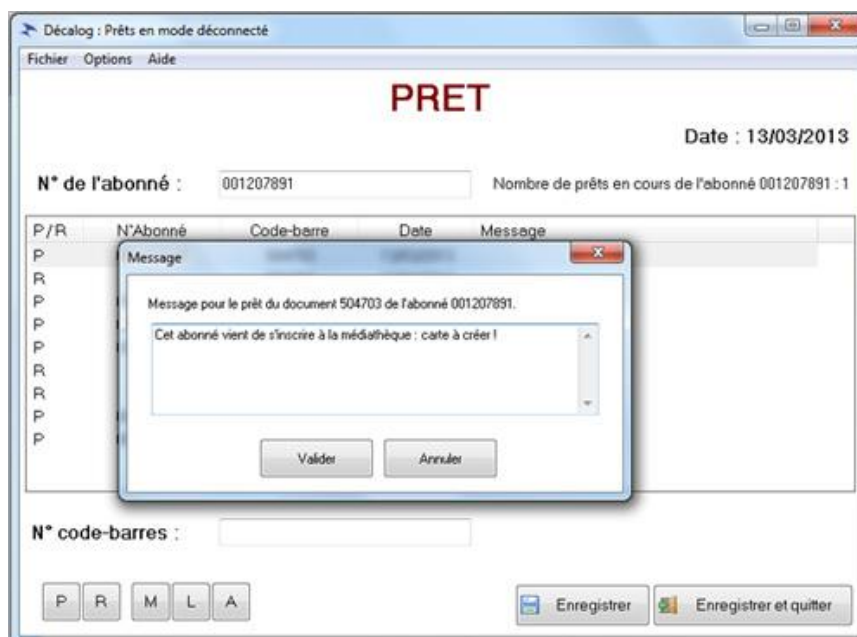 Décalog : Prêts en mode déconnecté
Fichier Options Aide
PRET
Date : 13/03/2013
N° de l'abonné : 001207891 Nombre de prêts en cours de l'abonné 001207891 : 1
P/R N°Abonné Code-barre Date Message
P
R
P
P
P
R
R
P
P
Message
Message pour le prêt du document 504703 de l'abonné 001207891.
Cet abonné vient de s'inscrire à la médiathèque : carte à créer !
Valider Annuler
N° code-barres :
P R M L A Enregistrer Enregistrer et quitter